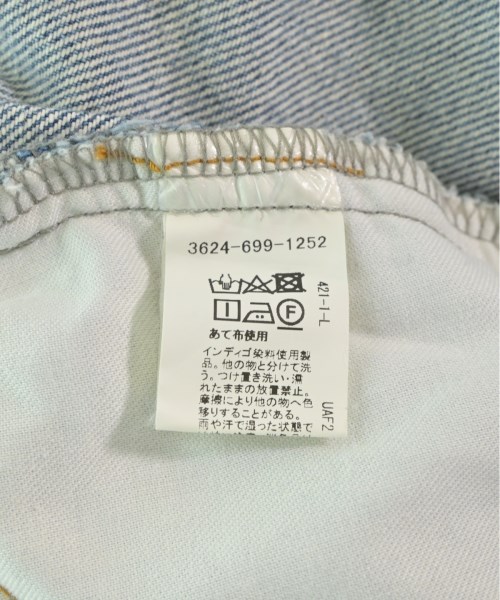 3624-699-1252
F
あて布使用
インディゴ染料使用製
品。他の物と分けて洗
う。つけ置き洗い・濡
れたままの放置禁止。
摩擦により他の物へ色
移りすることがある。
雨や汗で湿った状態で
421-1-L
UAF2